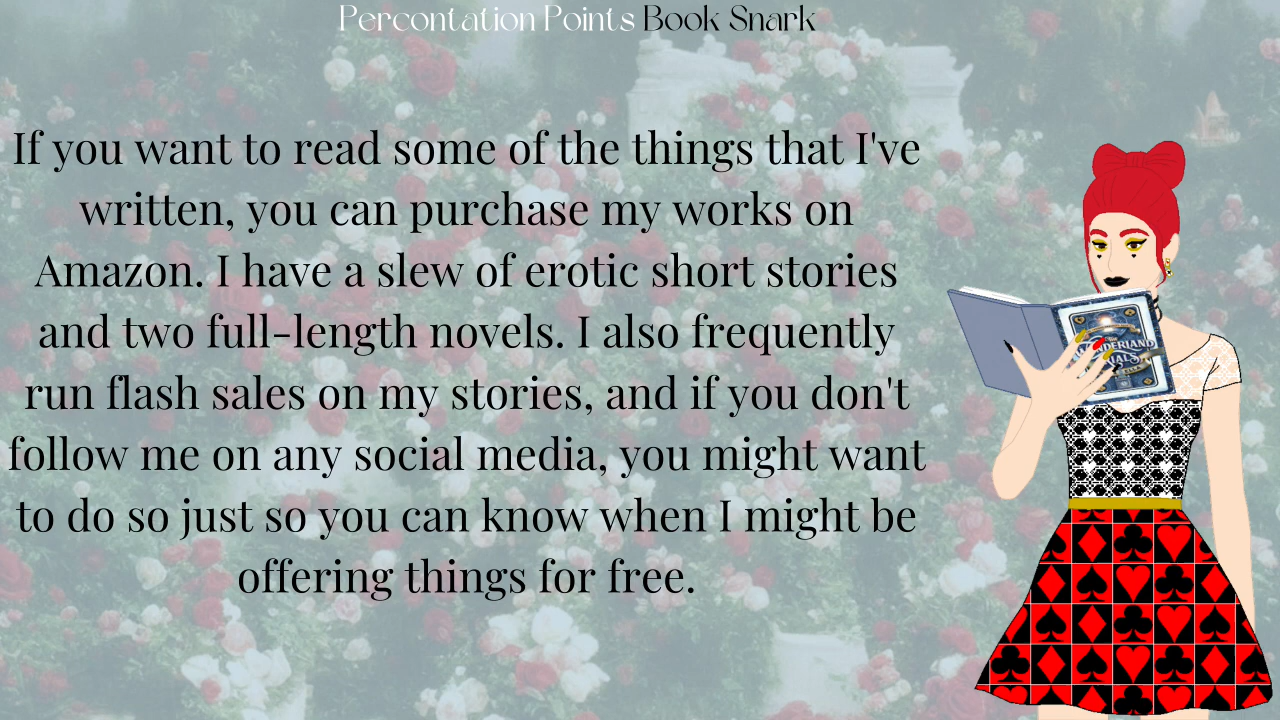 Percontation Points Book Snark
If you want to read some of the things that I've
written, you can purchase my works on
Amazon. I have a slew of erotic short stories
and two full-length novels. I also frequently
run flash sales on my stories, and if you don't
follow me on any social media, you might want
to do so just so you can know when I might be
offering things for free.